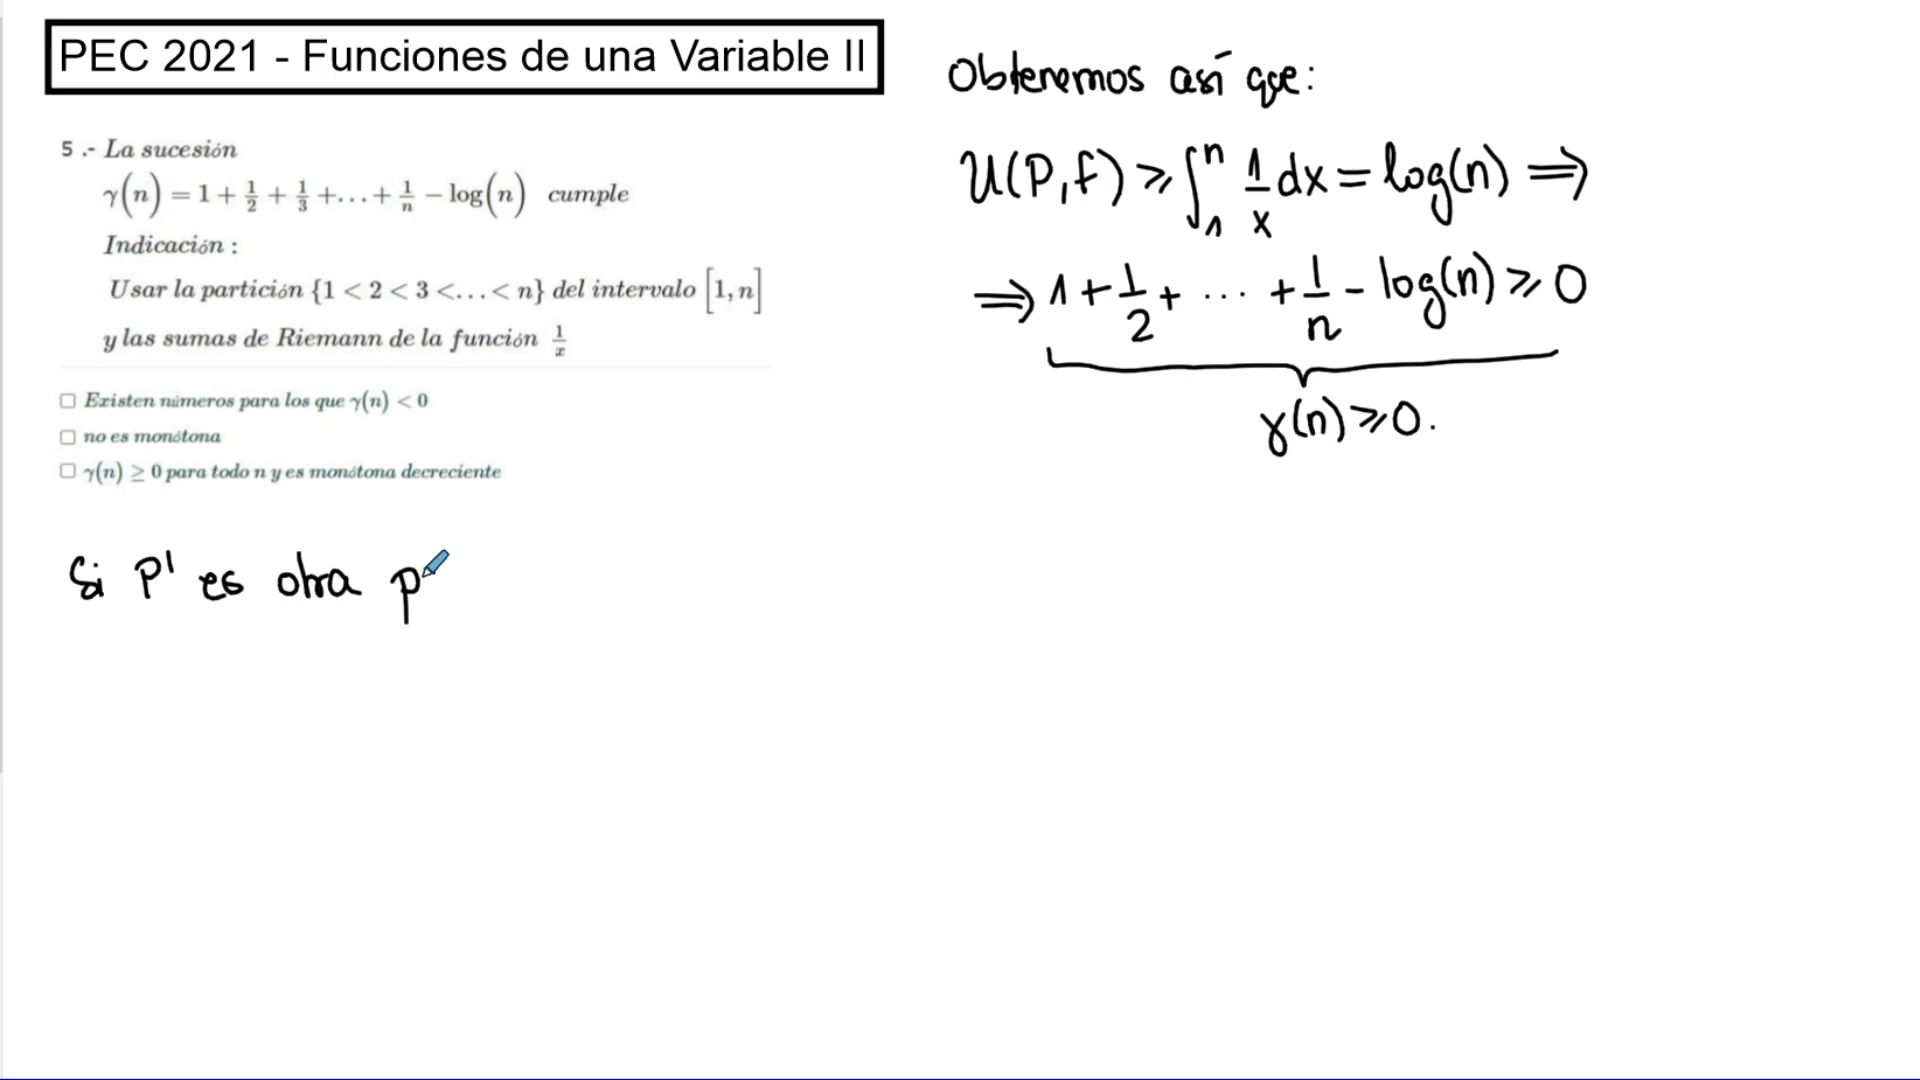 PEC 2021 - Funciones de una Variable II
5 .- La sucesión
γ(n) = 1 + 1/2 + 1/3 +...+ 1/n − log(n) cumple
Indicación :
Usar la partición {1 < 2 < 3 <...< n} del intervalo [1, n]
y las sumas de Riemann de la función 1/x
Existen números para los que γ(n) < 0
no es monótona
γ(n) ≥ 0 para todo n y es monótona decreciente
Si P' es otra p
Obtenemos así que:
U(P,f) ⩾ ∫₁ⁿ 1/x dx = log(n) ⟹
⟹ 1 + 1/2 + ... + 1/n - log(n) ⩾ 0
γ(n) ⩾ 0.